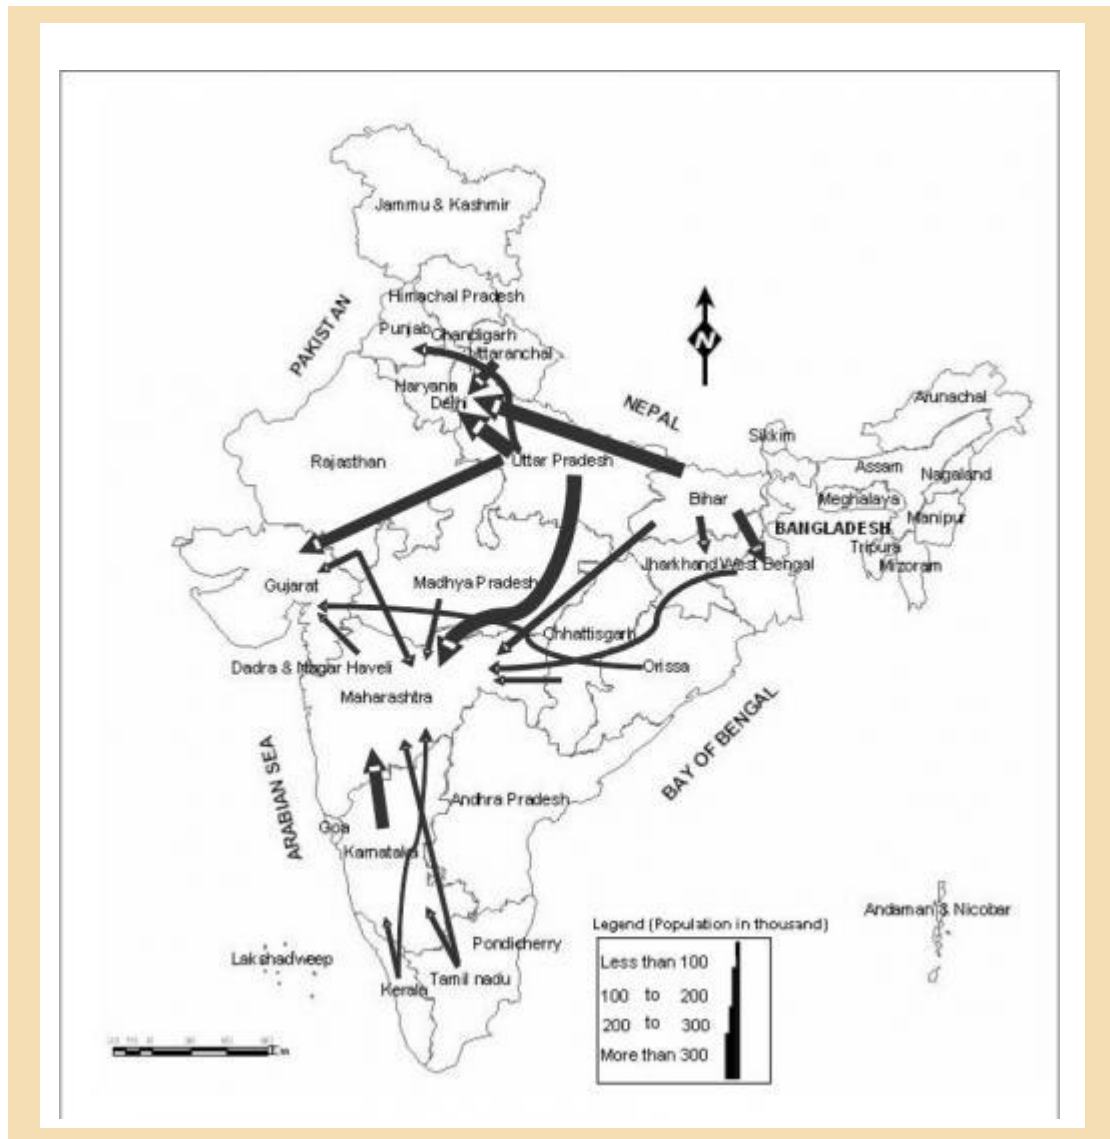 Jammu & Kashmir
Himachal Pradesh
PAKISTAN
Punjab
Chandigarh
Uttaranchal
N
Haryana
Delhi
NEPAL
Arunachal
Sikkim
Rajasthan
Uttar Pradesh
Assam
Nagaland
Bihar
Meghalaya
Manipur
BANGLADESH
Tripura
Mizoram
Gujarat
Madhya Pradesh
Jharkhand
West Bengal
Chhattisgarh
Dadra & Nagar Haveli
Orissa
Maharashtra
BAY OF BENGAL
ARABIAN SEA
Andhra Pradesh
Goa
Karnataka
Andaman & Nicobar
Lakshadweep
Pondicherry
Kerala
Tamil nadu
Legend (Population in thousand)
Less than 100
100 to 200
200 to 300
More than 300